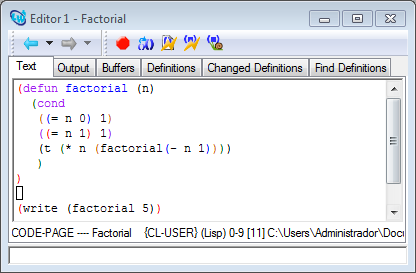 Editor 1 - Factorial
Text Output Buffers Definitions Changed Definitions Find Definitions
(defun factorial (n)
(cond
((= n 0) 1)
((= n 1) 1)
(t (* n (factorial(- n 1))))
)
)
(write (factorial 5))
CODE-PAGE ---- Factorial {CL-USER} (Lisp) 0-9 [11] C:\Users\Administrador\Docu